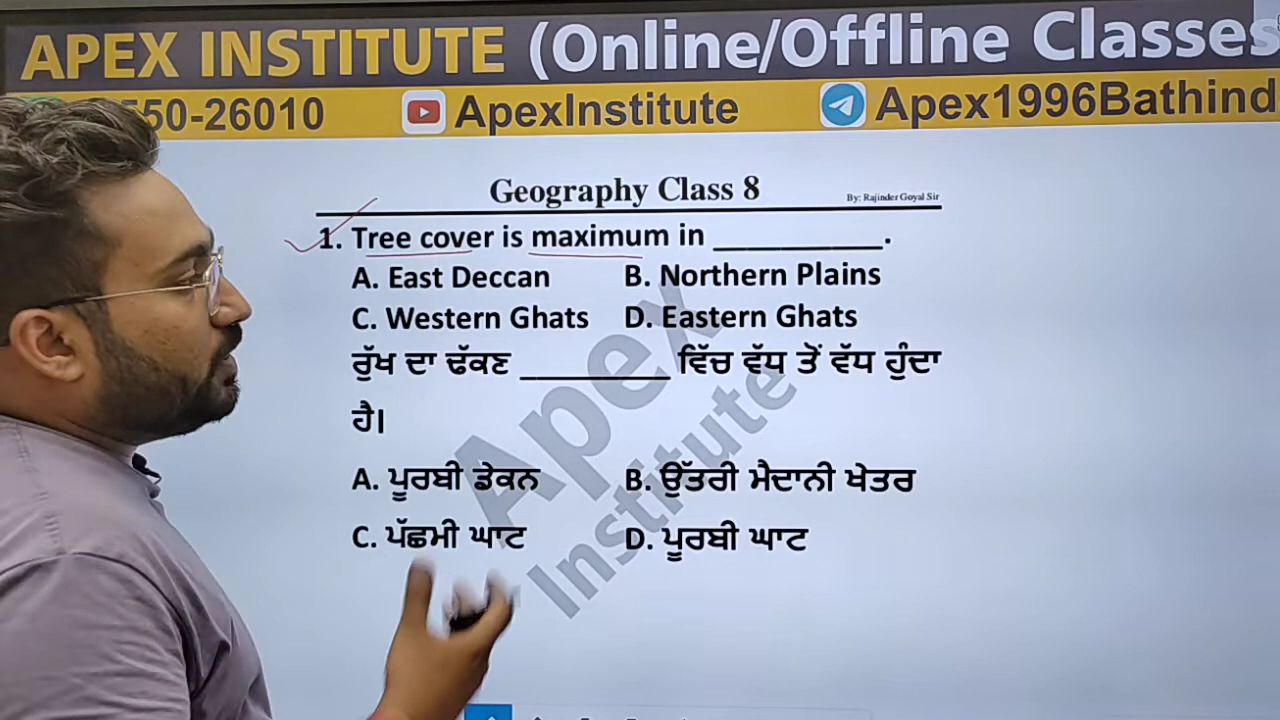 APEX INSTITUTE (Online/Offline Classes
50-26010 ApexInstitute Apex1996Bathind
Geography Class 8
By: Rajinder Goyal Sir
1. Tree cover is maximum in __________.
A. East Deccan B. Northern Plains
C. Western Ghats D. Eastern Ghats
ਰੁੱਖ ਦਾ ਢੱਕਣ _________ ਵਿੱਚ ਵੱਧ ਤੋਂ ਵੱਧ ਹੁੰਦਾ
ਹੈ।
A. ਪੂਰਬੀ ਡੇਕਨ B. ਉੱਤਰੀ ਮੈਦਾਨੀ ਖੇਤਰ
C. ਪੱਛਮੀ ਘਾਟ D. ਪੂਰਬੀ ਘਾਟ
Apex
Institute